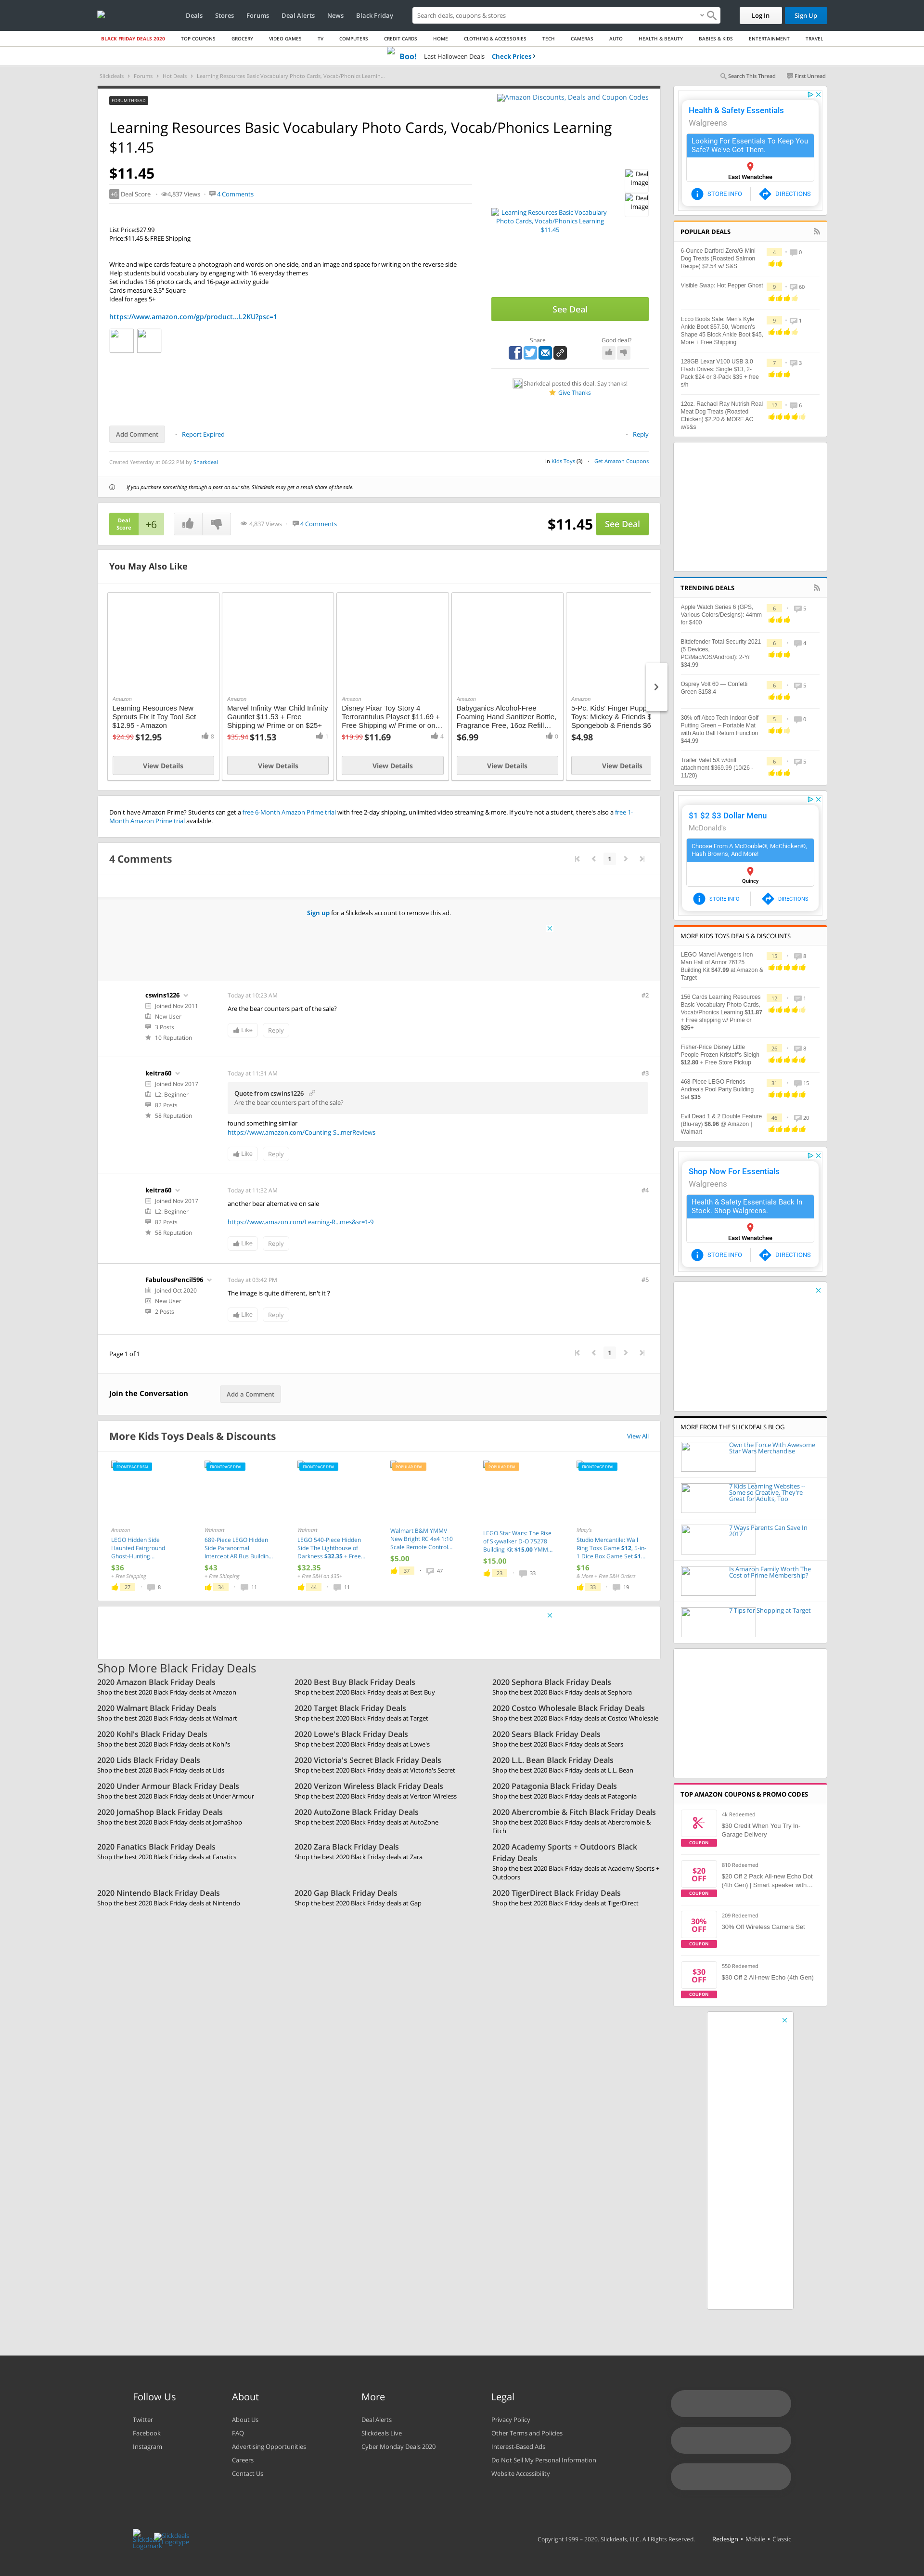 Deals Stores Forums Deal Alerts News Black Friday
Search deals, coupons & stores
Log In
Sign Up
BLACK FRIDAY DEALS 2020 TOP COUPONS GROCERY VIDEO GAMES TV COMPUTERS CREDIT CARDS HOME CLOTHING & ACCESSORIES TECH CAMERAS AUTO HEALTH & BEAUTY BABIES & KIDS ENTERTAINMENT TRAVEL
Boo! Last Halloween Deals Check Prices
Slickdeals Forums Hot Deals Learning Resources Basic Vocabulary Photo Cards, Vocab/Phonics Learnin...
Search This Thread First Unread
FORUM THREAD
Amazon Discounts, Deals and Coupon Codes
Learning Resources Basic Vocabulary Photo Cards, Vocab/Phonics Learning
$11.45
$11.45
+6 Deal Score 4,837 Views 4 Comments
List Price:$27.99
Price:$11.45 & FREE Shipping
Write and wipe cards feature a photograph and words on one side, and an image and space for writing on the reverse side
Help students build vocabulary by engaging with 16 everyday themes
Set includes 156 photo cards, and 16-page activity guide
Cards measure 3.5" Square
Ideal for ages 5+
https://www.amazon.com/gp/product...L2KU?psc=1
Learning Resources Basic Vocabulary
Photo Cards, Vocab/Phonics Learning
$11.45
Deal
Image
Deal
Image
See Deal
Share
Good deal?
Sharkdeal posted this deal. Say thanks!
Give Thanks
Add Comment
Report Expired
Reply
Created Yesterday at 06:22 PM by Sharkdeal
in Kids Toys (3) Get Amazon Coupons
If you purchase something through a post on our site, Slickdeals may get a small share of the sale.
Deal
Score
+6
4,837 Views 4 Comments
$11.45
See Deal
You May Also Like
Amazon
Learning Resources New
Sprouts Fix It Toy Tool Set
$12.95 - Amazon
$24.99 $12.95 8
View Details
Amazon
Marvel Infinity War Child Infinity
Gauntlet $11.53 + Free
Shipping w/ Prime or on $25+
$35.94 $11.53 1
View Details
Amazon
Disney Pixar Toy Story 4
Terrorantulus Playset $11.69 +
Free Shipping w/ Prime or on...
$19.99 $11.69 4
View Details
Amazon
Babyganics Alcohol-Free
Foaming Hand Sanitizer Bottle,
Fragrance Free, 16oz Refill...
$6.99 0
View Details
Amazon
5-Pc. Kids' Finger Pupp
Toys: Mickey & Friends $
Spongebob & Friends $6
$4.98
View Details
Don't have Amazon Prime? Students can get a free 6-Month Amazon Prime trial with free 2-day shipping, unlimited video streaming & more. If you're not a student, there's also a free 1-
Month Amazon Prime trial available.
4 Comments
1
Sign up for a Slickdeals account to remove this ad.
cswins1226
Joined Nov 2011
New User
3 Posts
10 Reputation
Today at 10:23 AM
#2
Are the bear counters part of the sale?
Like
Reply
keitra60
Joined Nov 2017
L2: Beginner
82 Posts
58 Reputation
Today at 11:31 AM
#3
Quote from cswins1226
Are the bear counters part of the sale?
found something similar
https://www.amazon.com/Counting-S...merReviews
Like
Reply
keitra60
Joined Nov 2017
L2: Beginner
82 Posts
58 Reputation
Today at 11:32 AM
#4
another bear alternative on sale
https://www.amazon.com/Learning-R...mes&sr=1-9
Like
Reply
FabulousPencil596
Joined Oct 2020
New User
2 Posts
Today at 03:42 PM
#5
The image is quite different, isn't it ?
Like
Reply
Page 1 of 1
1
Join the Conversation
Add a Comment
More Kids Toys Deals & Discounts
View All
FRONTPAGE DEAL
Amazon
LEGO Hidden Side
Haunted Fairground
Ghost-Hunting...
$36
+ Free Shipping
27 8
FRONTPAGE DEAL
Walmart
689-Piece LEGO Hidden
Side Paranormal
Intercept AR Bus Buildin...
$43
+ Free Shipping
34 11
FRONTPAGE DEAL
Walmart
LEGO 540-Piece Hidden
Side The Lighthouse of
Darkness $32.35 + Free...
$32.35
+ Free S&H on $35+
44 11
POPULAR DEAL
Walmart B&M YMMV
New Bright RC 4x4 1:10
Scale Remote Control...
$5.00
37 47
POPULAR DEAL
LEGO Star Wars: The Rise
of Skywalker D-O 75278
Building Kit $15.00 YMM...
$15.00
23 33
FRONTPAGE DEAL
Macy's
Studio Mercantile: Wall
Ring Toss Game $12, 5-in-
1 Dice Box Game Set $1...
$16
& More + Free S&H Orders
33 19
Shop More Black Friday Deals
2020 Amazon Black Friday Deals
Shop the best 2020 Black Friday deals at Amazon
2020 Best Buy Black Friday Deals
Shop the best 2020 Black Friday deals at Best Buy
2020 Sephora Black Friday Deals
Shop the best 2020 Black Friday deals at Sephora
2020 Walmart Black Friday Deals
Shop the best 2020 Black Friday deals at Walmart
2020 Target Black Friday Deals
Shop the best 2020 Black Friday deals at Target
2020 Costco Wholesale Black Friday Deals
Shop the best 2020 Black Friday deals at Costco Wholesale
2020 Kohl's Black Friday Deals
Shop the best 2020 Black Friday deals at Kohl's
2020 Lowe's Black Friday Deals
Shop the best 2020 Black Friday deals at Lowe's
2020 Sears Black Friday Deals
Shop the best 2020 Black Friday deals at Sears
2020 Lids Black Friday Deals
Shop the best 2020 Black Friday deals at Lids
2020 Victoria's Secret Black Friday Deals
Shop the best 2020 Black Friday deals at Victoria's Secret
2020 L.L. Bean Black Friday Deals
Shop the best 2020 Black Friday deals at L.L. Bean
2020 Under Armour Black Friday Deals
Shop the best 2020 Black Friday deals at Under Armour
2020 Verizon Wireless Black Friday Deals
Shop the best 2020 Black Friday deals at Verizon Wireless
2020 Patagonia Black Friday Deals
Shop the best 2020 Black Friday deals at Patagonia
2020 JomaShop Black Friday Deals
Shop the best 2020 Black Friday deals at JomaShop
2020 AutoZone Black Friday Deals
Shop the best 2020 Black Friday deals at AutoZone
2020 Abercrombie & Fitch Black Friday Deals
Shop the best 2020 Black Friday deals at Abercrombie &
Fitch
2020 Fanatics Black Friday Deals
Shop the best 2020 Black Friday deals at Fanatics
2020 Zara Black Friday Deals
Shop the best 2020 Black Friday deals at Zara
2020 Academy Sports + Outdoors Black
Friday Deals
Shop the best 2020 Black Friday deals at Academy Sports +
Outdoors
2020 Nintendo Black Friday Deals
Shop the best 2020 Black Friday deals at Nintendo
2020 Gap Black Friday Deals
Shop the best 2020 Black Friday deals at Gap
2020 TigerDirect Black Friday Deals
Shop the best 2020 Black Friday deals at TigerDirect
Health & Safety Essentials
Walgreens
Looking For Essentials To Keep You
Safe? We've Got Them.
East Wenatchee
STORE INFO DIRECTIONS
POPULAR DEALS
6-Ounce Darford Zero/G Mini
Dog Treats (Roasted Salmon
Recipe) $2.54 w/ S&S
4 0
Visible Swap: Hot Pepper Ghost
9 60
Ecco Boots Sale: Men's Kyle
Ankle Boot $57.50, Women's
Shape 45 Block Ankle Boot $45,
More + Free Shipping
9 1
128GB Lexar V100 USB 3.0
Flash Drives: Single $13, 2-
Pack $24 or 3-Pack $35 + free
s/h
7 3
12oz. Rachael Ray Nutrish Real
Meat Dog Treats (Roasted
Chicken) $2.20 & MORE AC
w/s&s
12 6
TRENDING DEALS
Apple Watch Series 6 (GPS,
Various Colors/Designs): 44mm
for $400
6 5
Bitdefender Total Security 2021
(5 Devices,
PC/Mac/iOS/Android): 2-Yr
$34.99
6 4
Osprey Volt 60 — Confetti
Green $158.4
6 5
30% off Abco Tech Indoor Golf
Putting Green – Portable Mat
with Auto Ball Return Function
$44.99
5 0
Trailer Valet 5X w/drill
attachment $369.99 (10/26 -
11/20)
6 5
$1 $2 $3 Dollar Menu
McDonald's
Choose From A McDouble®, McChicken®,
Hash Browns, And More!
Quincy
STORE INFO DIRECTIONS
MORE KIDS TOYS DEALS & DISCOUNTS
LEGO Marvel Avengers Iron
Man Hall of Armor 76125
Building Kit $47.99 at Amazon &
Target
15 8
156 Cards Learning Resources
Basic Vocabulary Photo Cards,
Vocab/Phonics Learning $11.87
+ Free shipping w/ Prime or
$25+
12 1
Fisher-Price Disney Little
People Frozen Kristoff's Sleigh
$12.80 + Free Store Pickup
26 8
468-Piece LEGO Friends
Andrea's Pool Party Building
Set $35
31 15
Evil Dead 1 & 2 Double Feature
(Blu-ray) $6.96 @ Amazon |
Walmart
46 20
Shop Now For Essentials
Walgreens
Health & Safety Essentials Back In
Stock. Shop Walgreens.
East Wenatchee
STORE INFO DIRECTIONS
MORE FROM THE SLICKDEALS BLOG
Own the Force With Awesome
Star Wars Merchandise
7 Kids Learning Websites –
Some so Creative, They're
Great for Adults, Too
7 Ways Parents Can Save In
2017
Is Amazon Family Worth The
Cost of Prime Membership?
7 Tips for Shopping at Target
TOP AMAZON COUPONS & PROMO CODES
COUPON
4k Redeemed
$30 Credit When You Try In-
Garage Delivery
$20
OFF
COUPON
810 Redeemed
$20 Off 2 Pack All-new Echo Dot
(4th Gen) | Smart speaker with...
30%
OFF
COUPON
209 Redeemed
30% Off Wireless Camera Set
$30
OFF
COUPON
550 Redeemed
$30 Off 2 All-new Echo (4th Gen)
Follow Us
Twitter
Facebook
Instagram
About
About Us
FAQ
Advertising Opportunities
Careers
Contact Us
More
Deal Alerts
Slickdeals Live
Cyber Monday Deals 2020
Legal
Privacy Policy
Other Terms and Policies
Interest-Based Ads
Do Not Sell My Personal Information
Website Accessibility
Slickdeals
Logotype
Copyright 1999 – 2020. Slickdeals, LLC. All Rights Reserved.
Redesign • Mobile • Classic